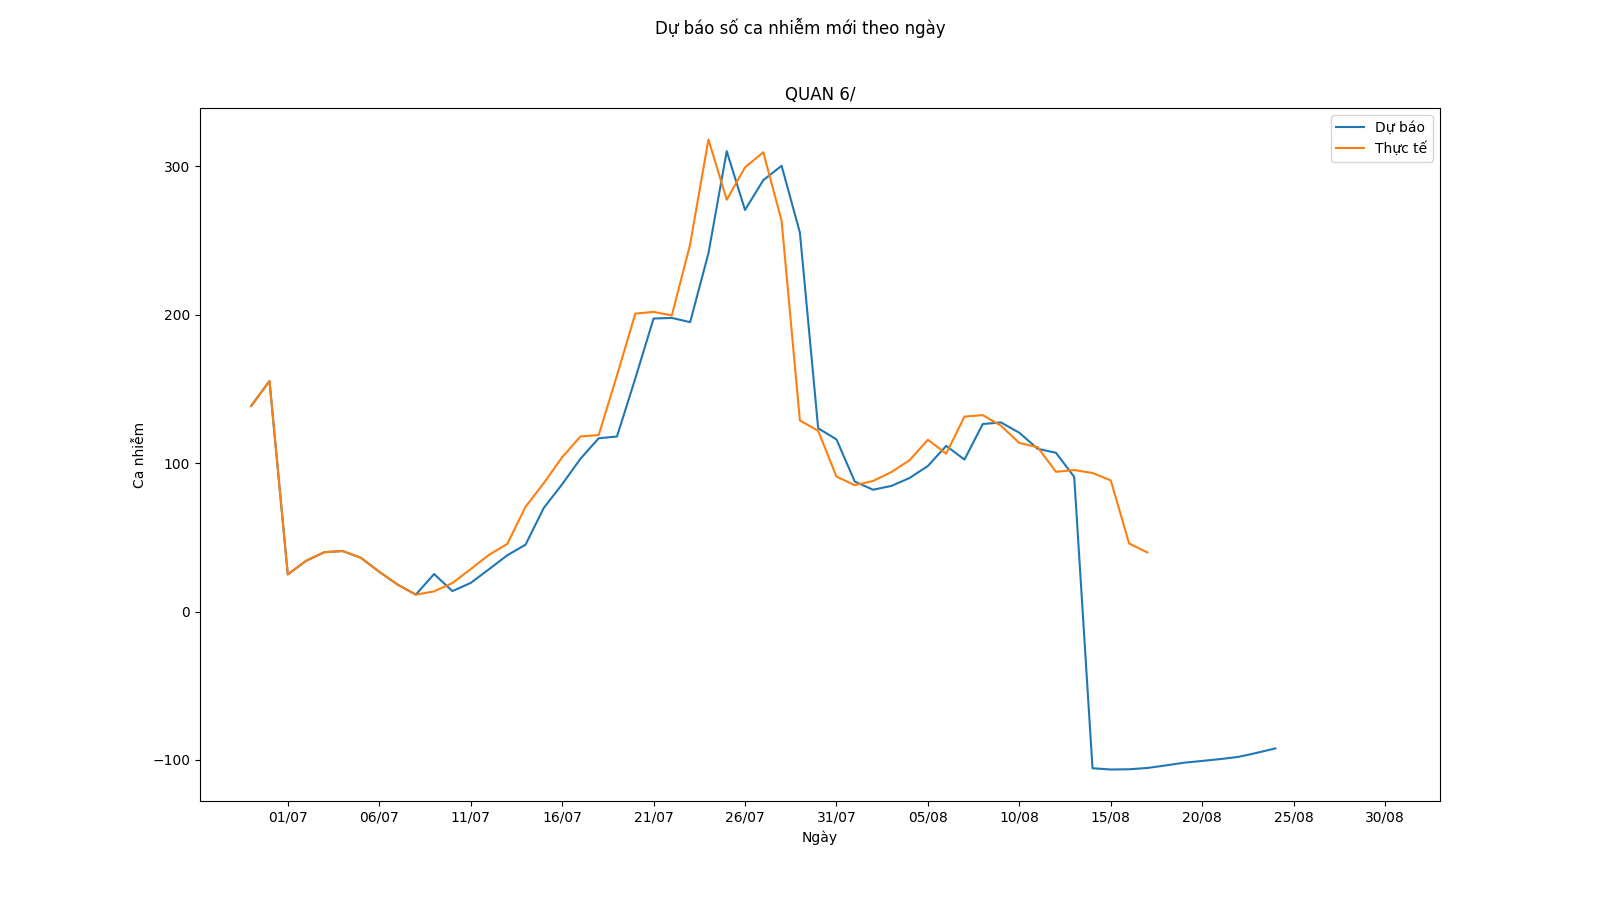 Dự báo số ca nhiễm mới theo ngày
QUAN 6/
Dự báo
Thực tế
300
200
100
0
−100
Ca nhiễm
01/07 06/07 11/07 16/07 21/07 26/07 31/07 05/08 10/08 15/08 20/08 25/08 30/08
Ngày